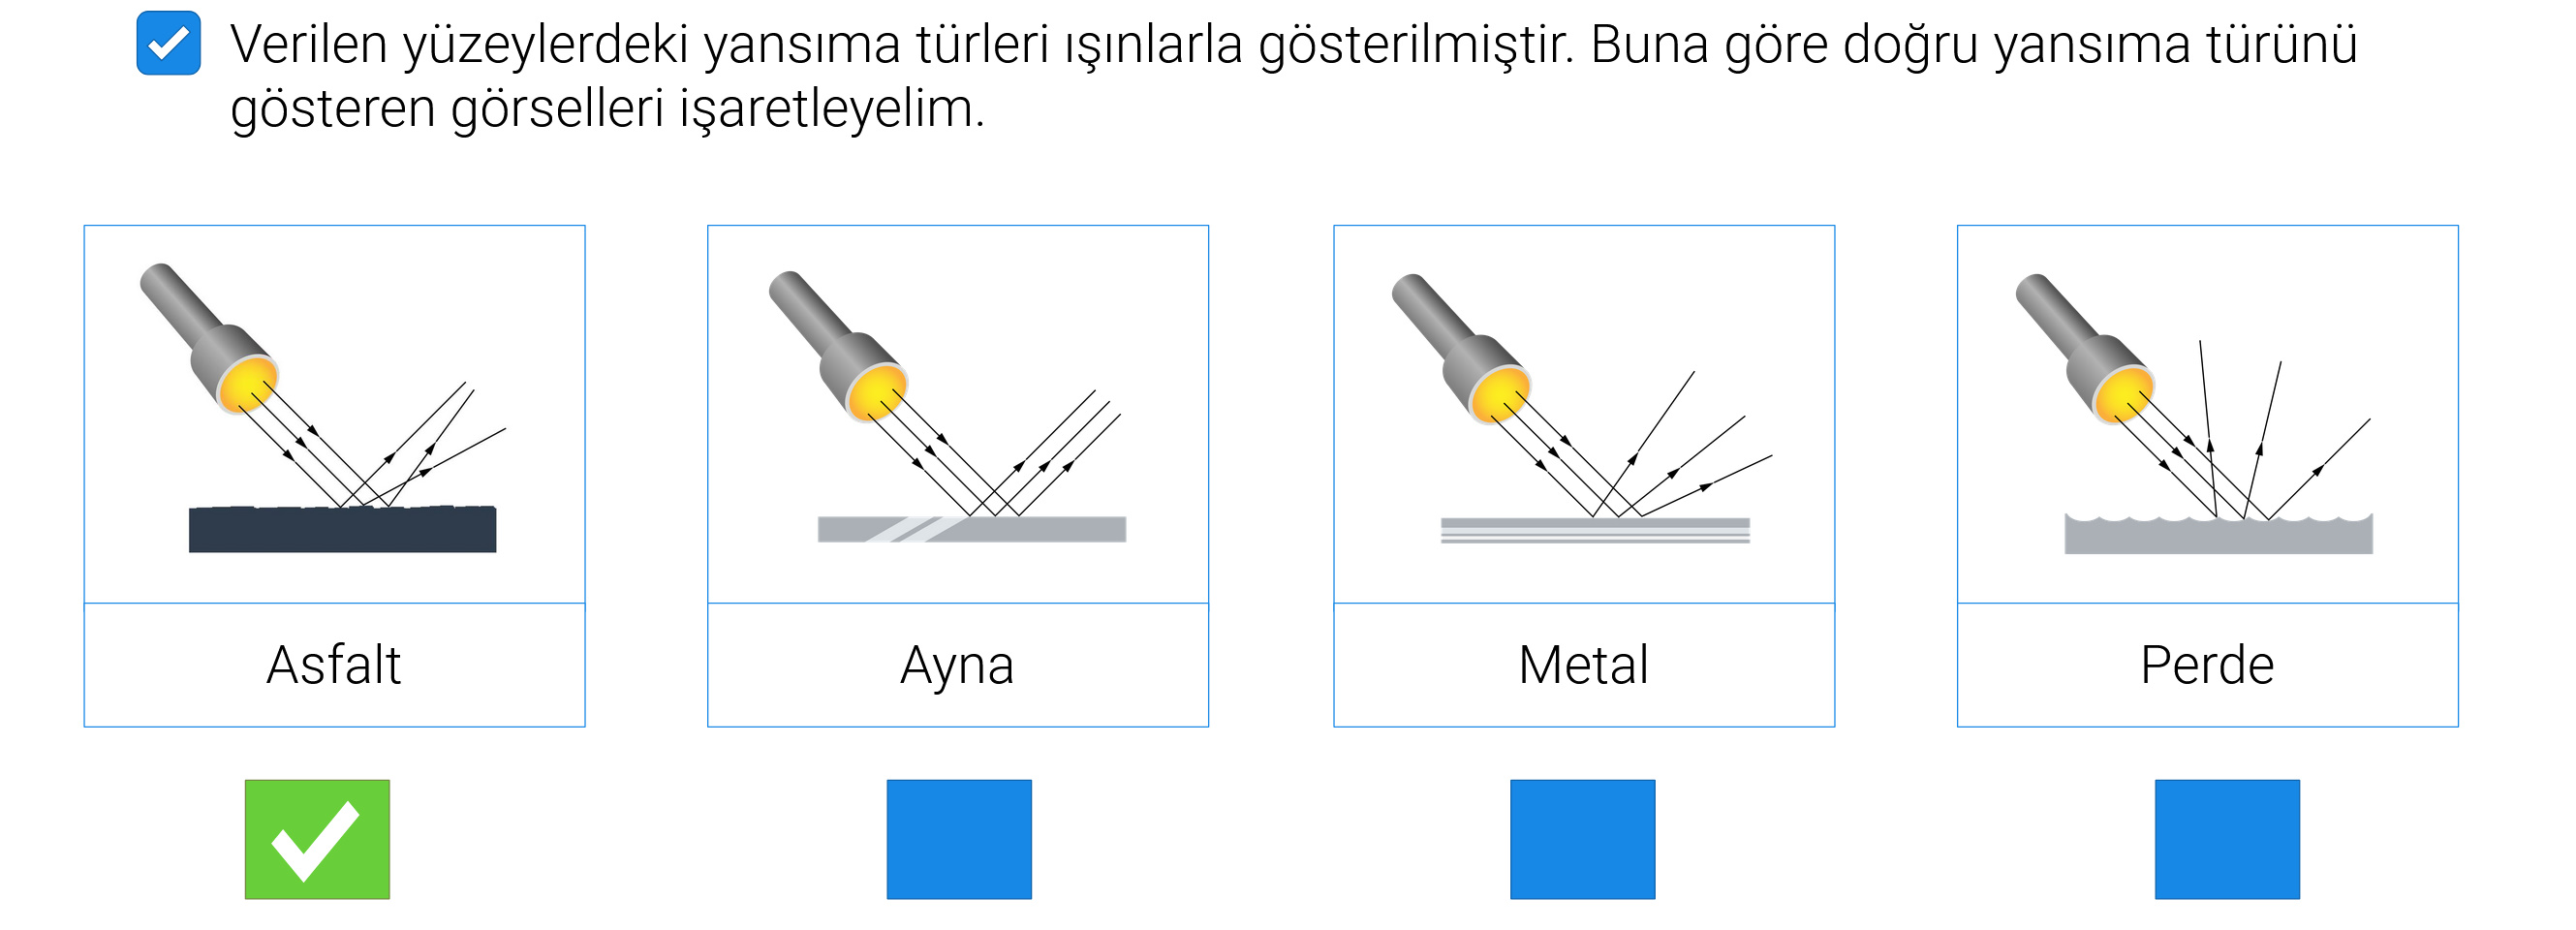 Verilen yüzeylerdeki yansıma türleri ışınlarla gösterilmiştir. Buna göre doğru yansıma türünü
gösteren görselleri işaretleyelim.
Asfalt
Ayna
Metal
Perde